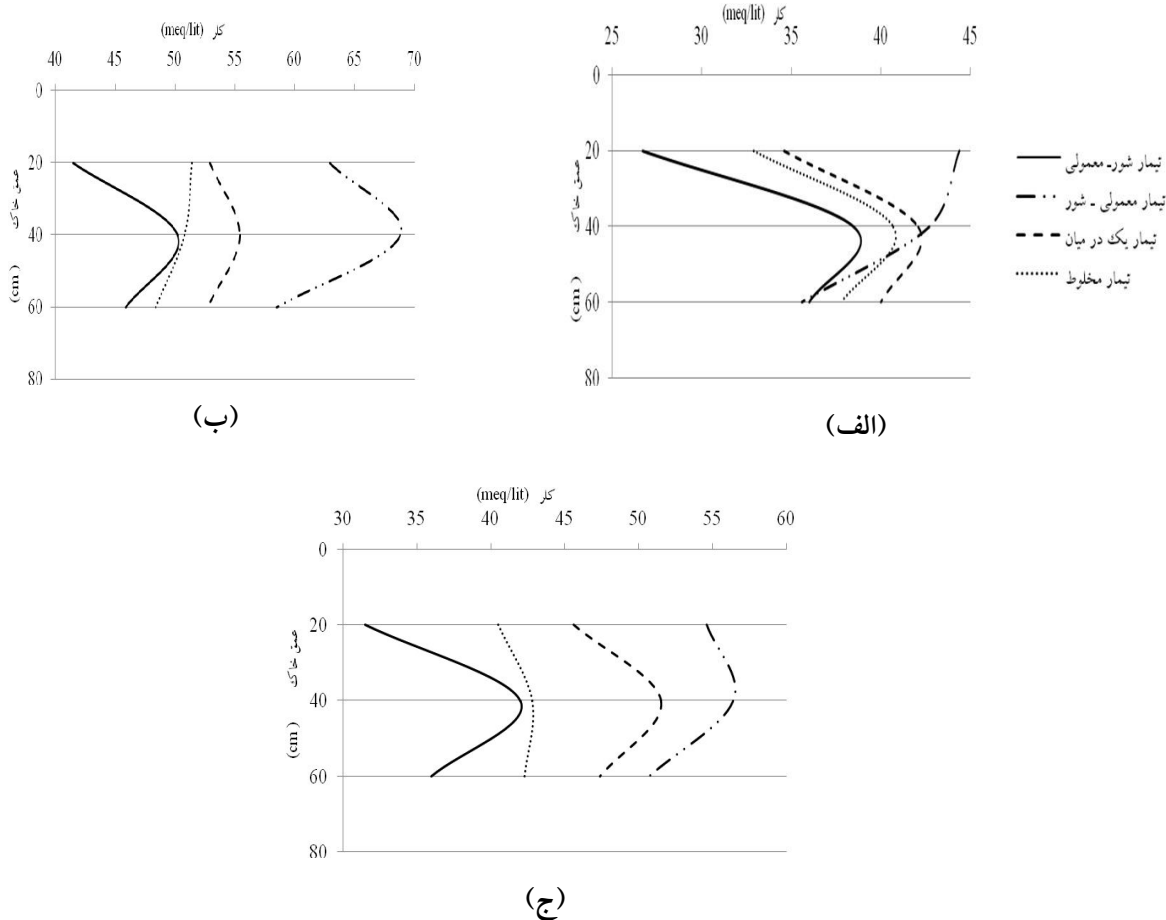 کلر (meq/lit)
25 30 35 40 45
0
20
40
60
80
عمق خاک
(cm)
(الف)
تیمار شور- معمولی
تیمار معمولی - شور
تیمار یک در میان
تیمار مخلوط
کلر (meq/lit)
40 45 50 55 60 65 70
0
20
40
60
80
عمق خاک
(cm)
(ب)
کلر (meq/lit)
30 35 40 45 50 55 60
0
20
40
60
80
عمق خاک
(cm)
(ج)